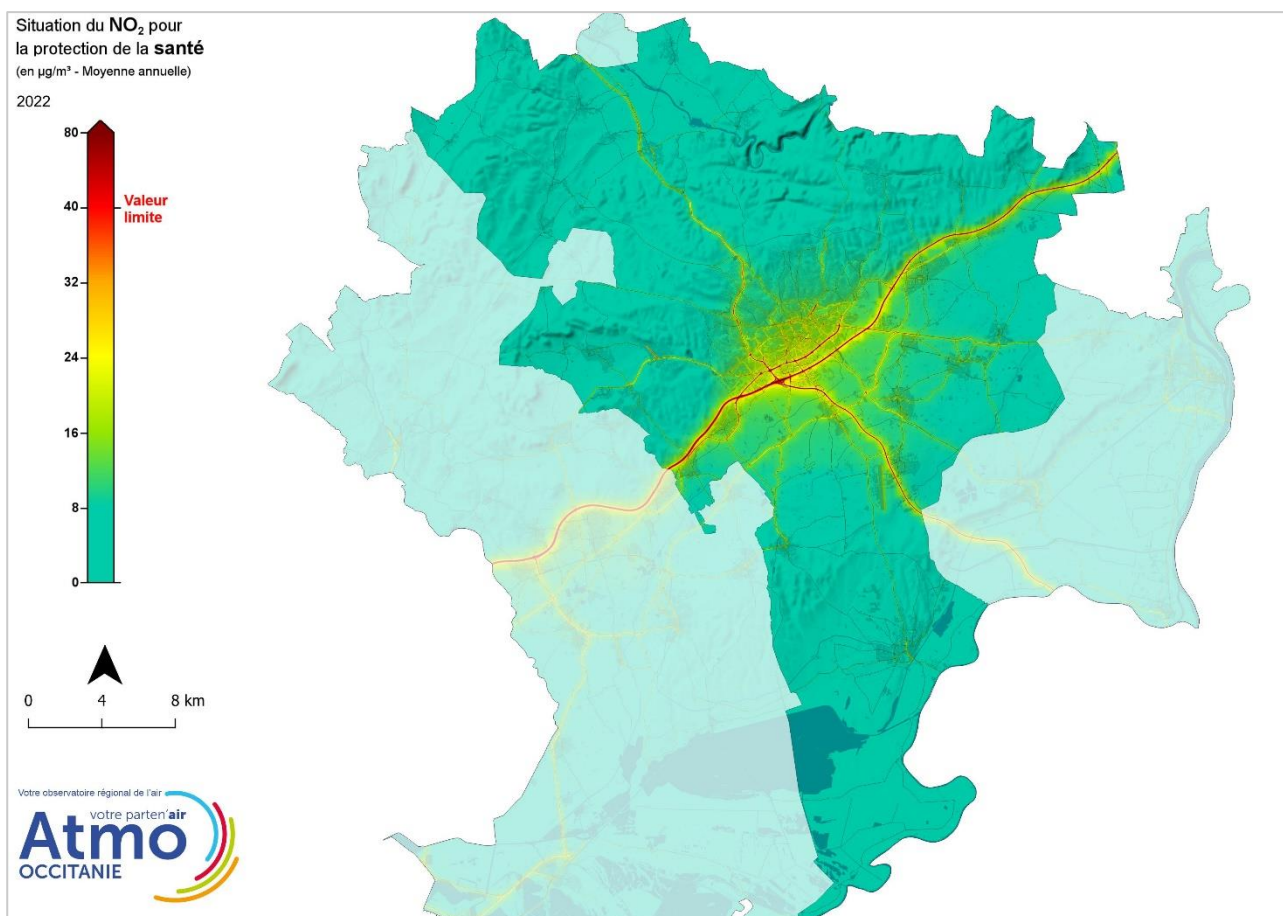 Situation du NO₂ pour
la protection de la santé
(en µg/m³ - Moyenne annuelle)
2022
80
40
Valeur
limite
32
24
16
8
0
0 4 8 km
Votre observatoire régional de l'air
votre parten'air
Atmo
OCCITANIE